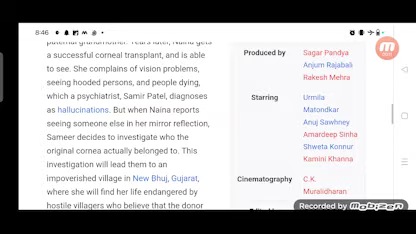 8:46
paternal grandmother. Years later, Naina gets
a successful corneal transplant, and is able
to see. She complains of vision problems,
seeing hooded persons, and people dying,
which a psychiatrist, Samir Patel, diagnoses
as hallucinations. But when Naina reports
seeing someone else in her mirror reflection,
Sameer decides to investigate who the
original cornea actually belonged to. This
investigation will lead them to an
impoverished village in New Bhuj, Gujarat,
where she will find her life endangered by
hostile villagers who believe that the donor
Produced by
Sagar Pandya
Anjum Rajabali
Rakesh Mehra
Starring
Urmila
Matondkar
Anuj Sawhney
Amardeep Sinha
Shweta Konnur
Kamini Khanna
Cinematography
C.K.
Muralidharan
Recorded by
MOBIZEN